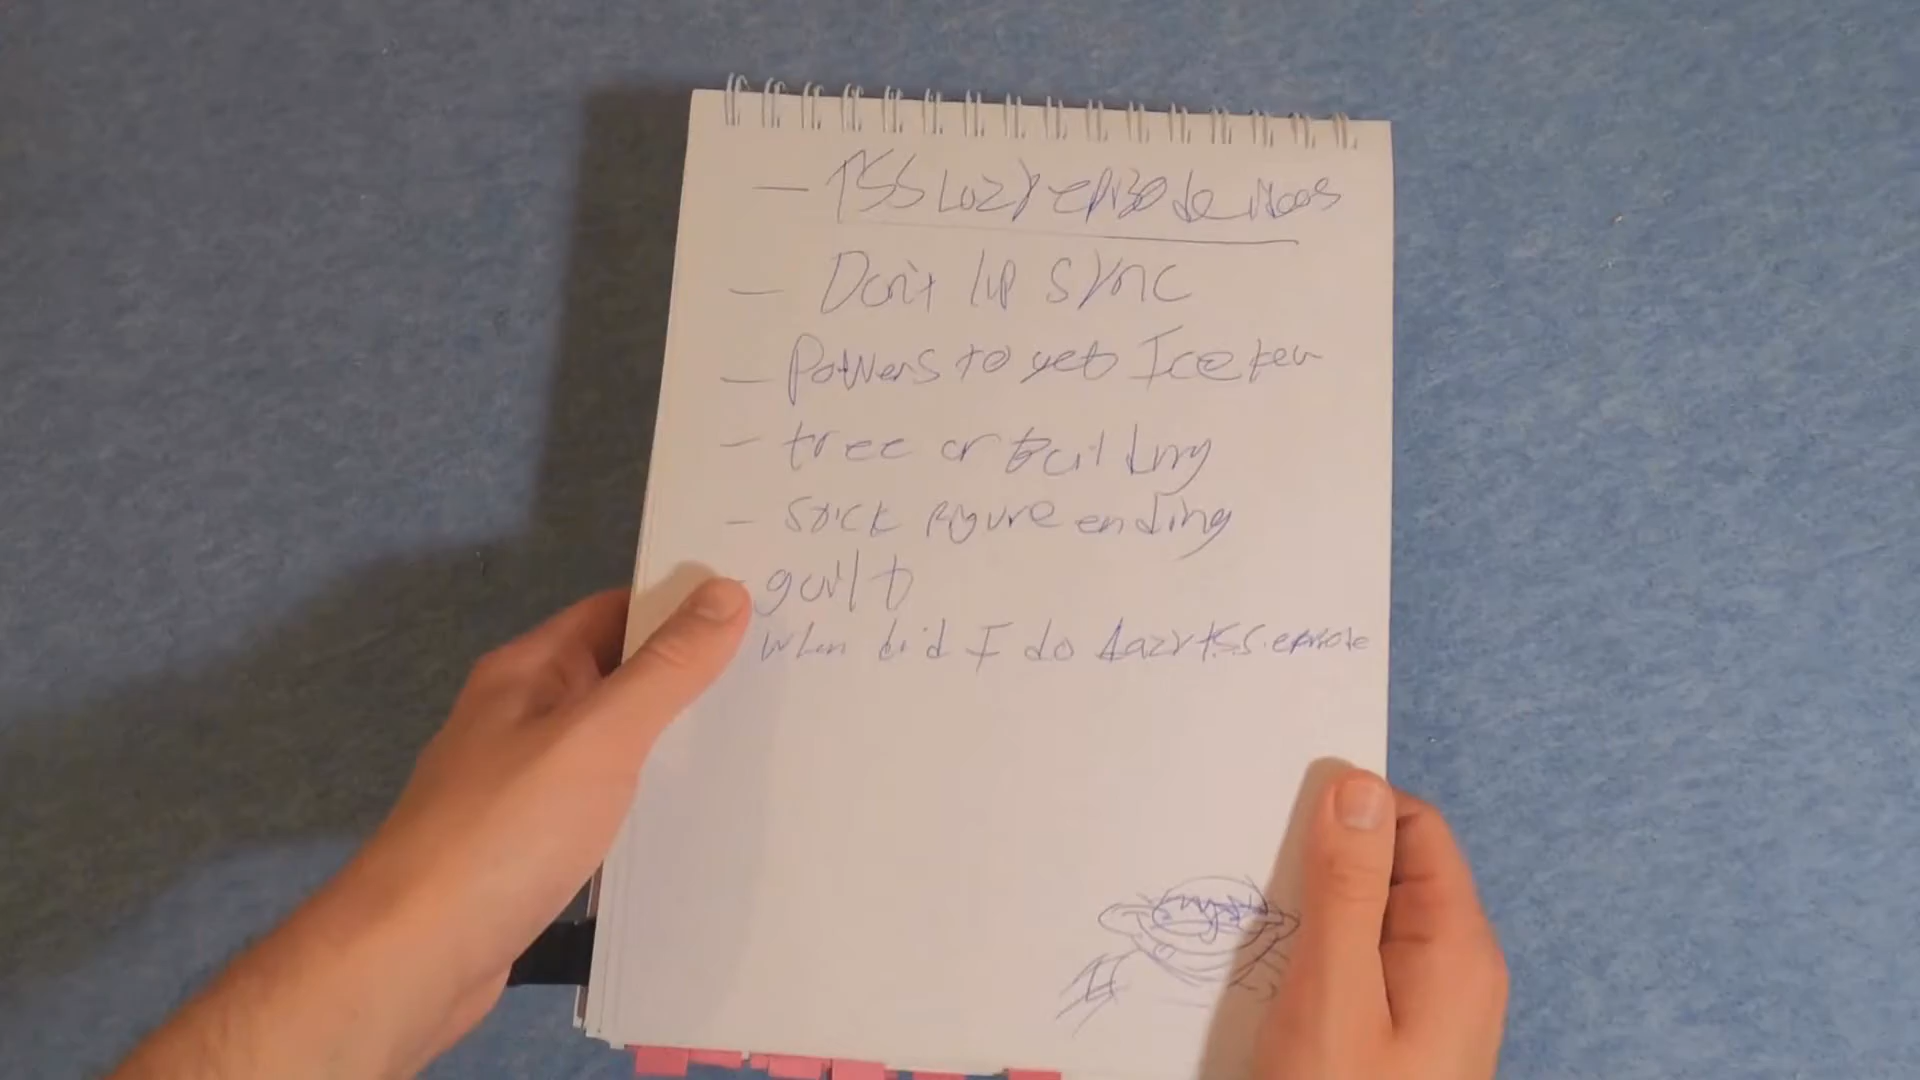 - TSS Lazy episode ideas
- Don't lip sync
- Powers to get Ice tea
- tree or building
- Stick figure ending
- guilt
When did I do Lazy TSS. episode